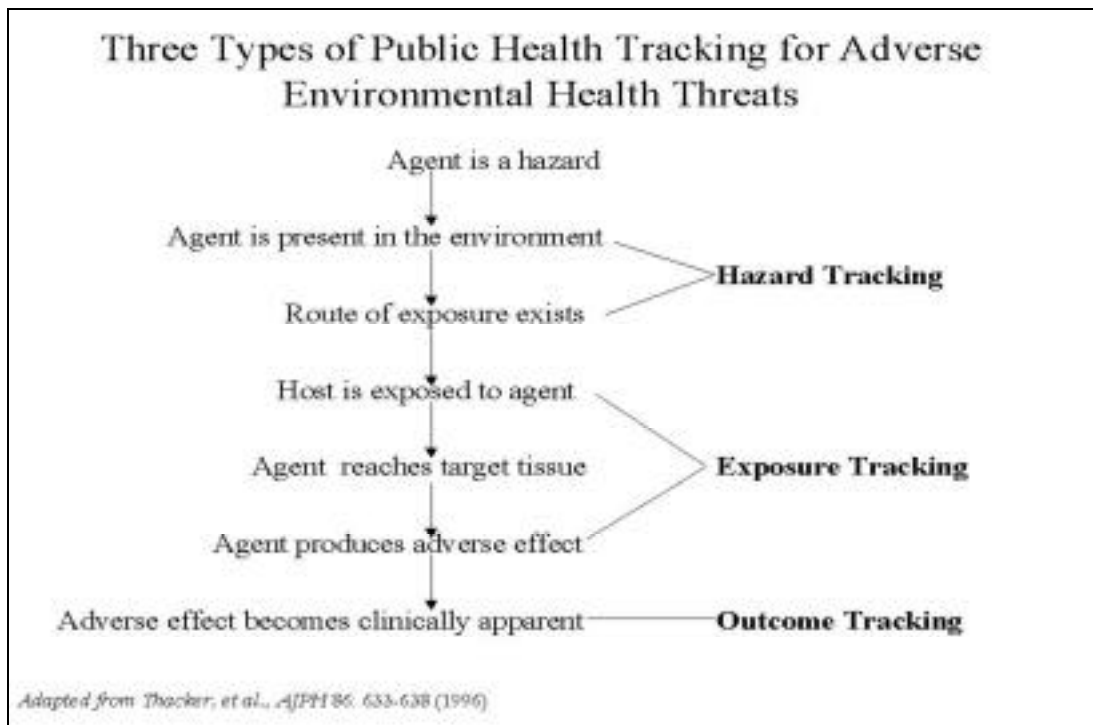 Three Types of Public Health Tracking for Adverse
Environmental Health Threats
Agent is a hazard
Agent is present in the environment
Hazard Tracking
Route of exposure exists
Host is exposed to agent
Agent reaches target tissue
Exposure Tracking
Agent produces adverse effect
Adverse effect becomes clinically apparent
Outcome Tracking
Adapted from Thacker, et al., AJPH 86: 633-638 (1996)